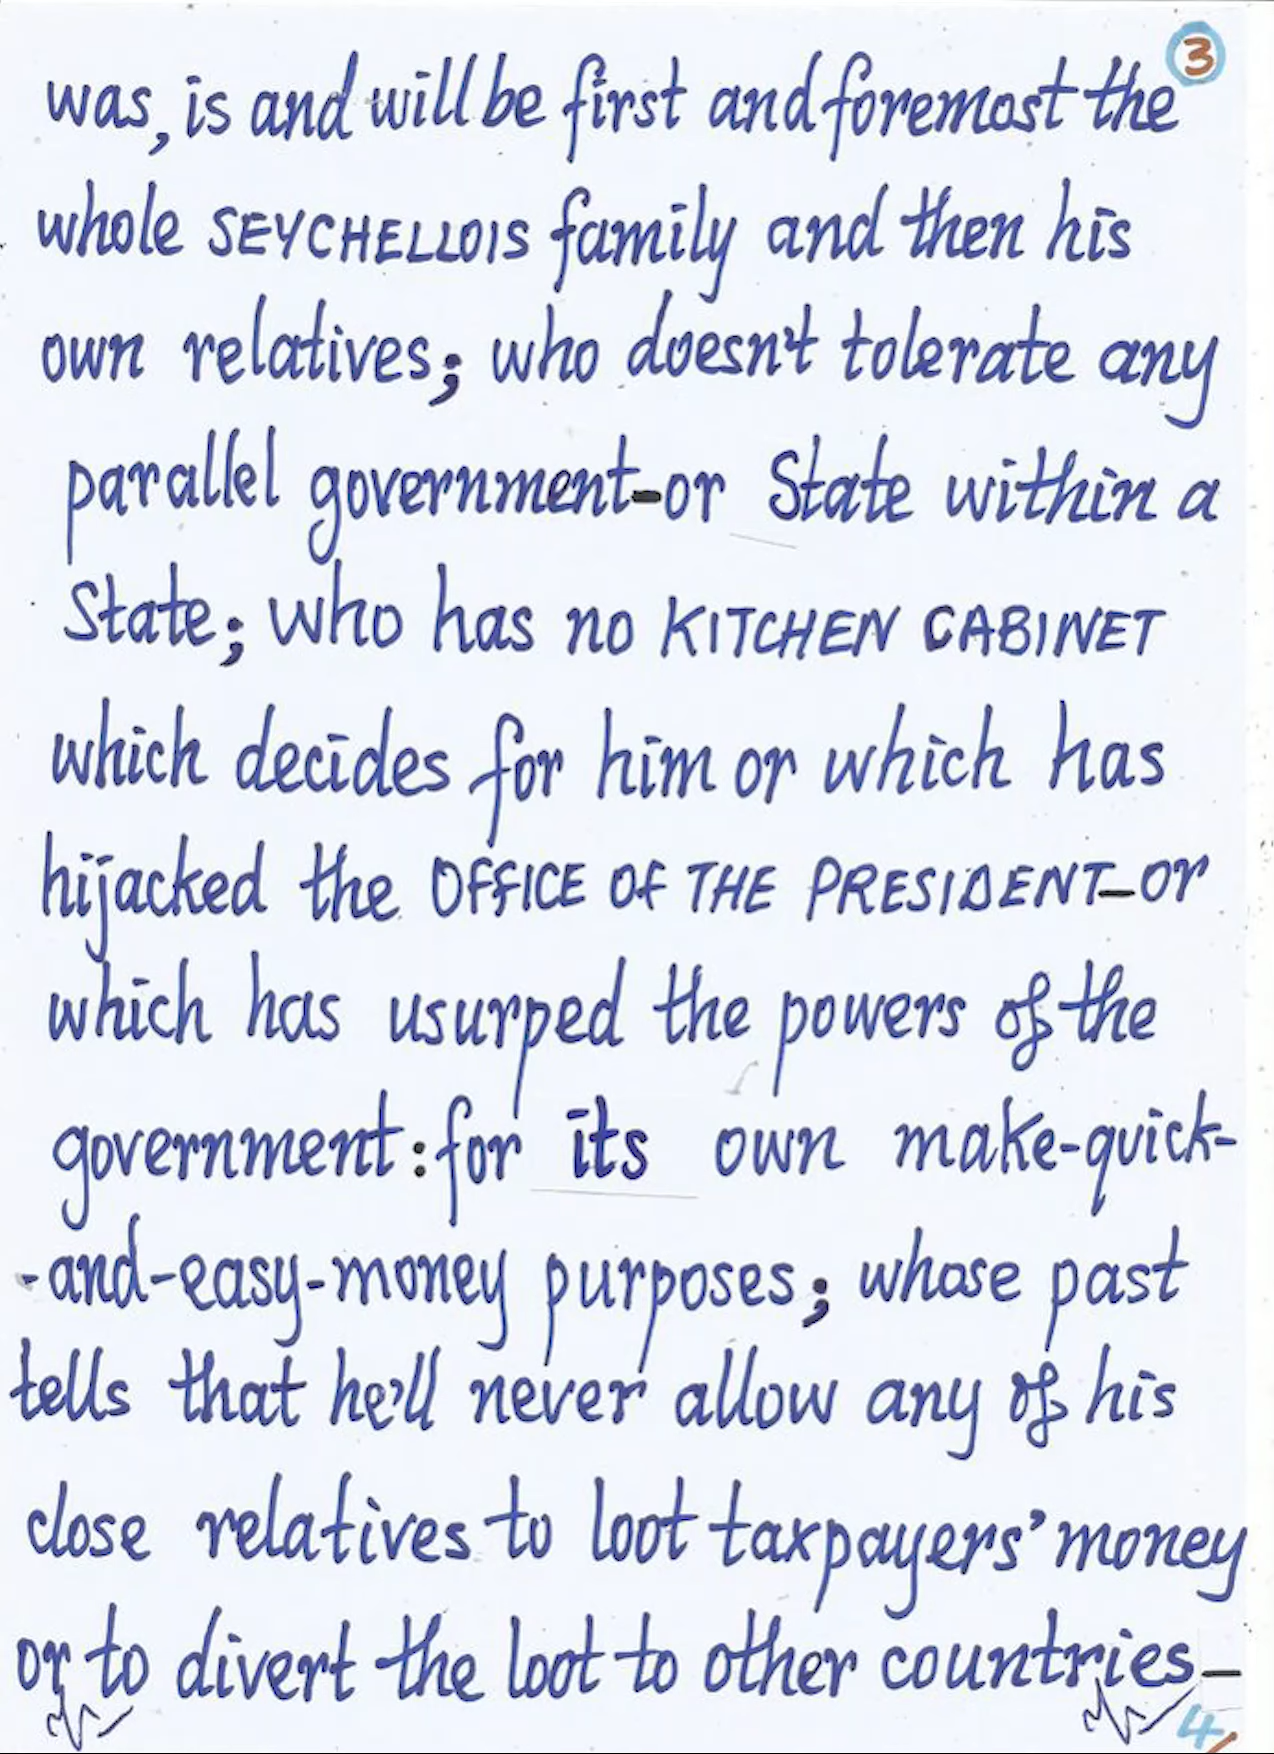 3
was, is and will be first and foremost the
whole SEYCHELLOIS family and then his
own relatives; who doesn't tolerate any
parallel government-or State within a
State; who has no KITCHEN CABINET
which decides for him or which has
hijacked the OFFICE OF THE PRESIDENT-or
which has usurped the powers of the
government: for its own make-quick-
-and-easy-money purposes; whose past
tells that he'll never allow any of his
close relatives to loot taxpayers' money
or to divert the loot to other countries-
4/